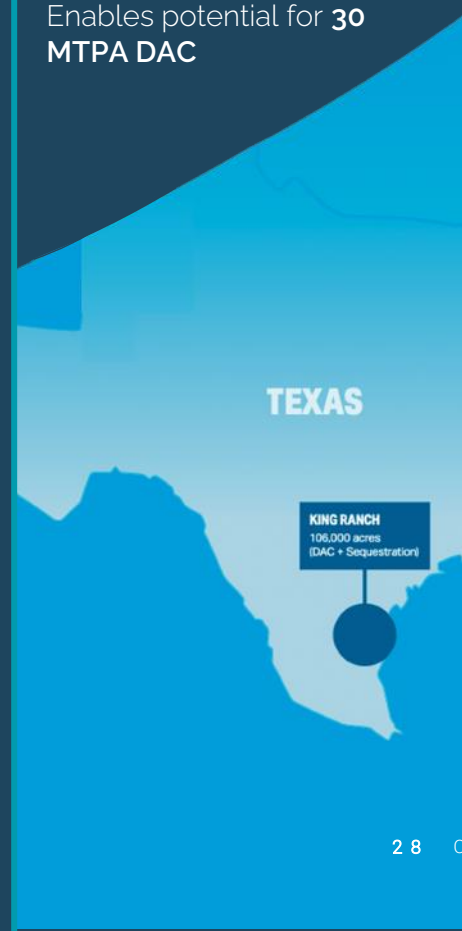 Enables potential for 30
MTPA DAC
TEXAS
KING RANCH
106,000 acres
(DAC + Sequestration)
28